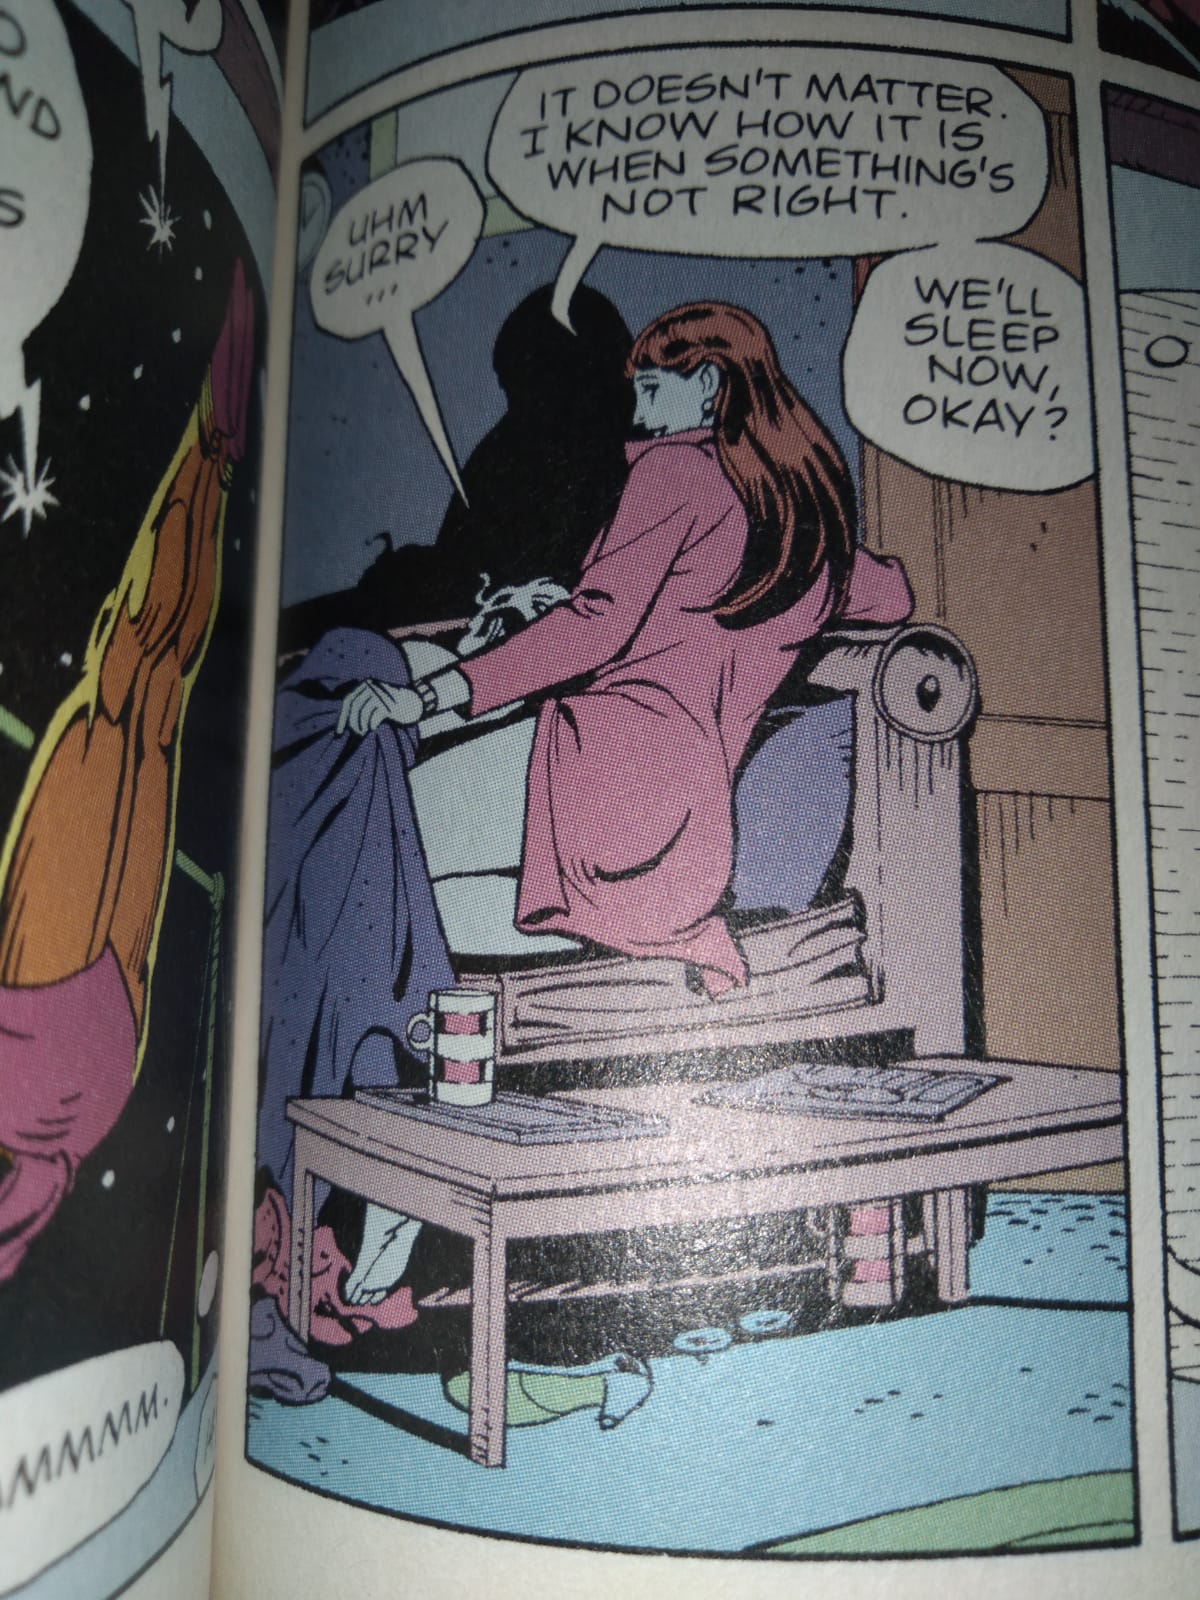 ND
S
UHM
SURRY
...
IT DOESN'T MATTER.
I KNOW HOW IT IS
WHEN SOMETHING'S
NOT RIGHT.
WE'LL
SLEEP
NOW,
OKAY?
MMMMM.